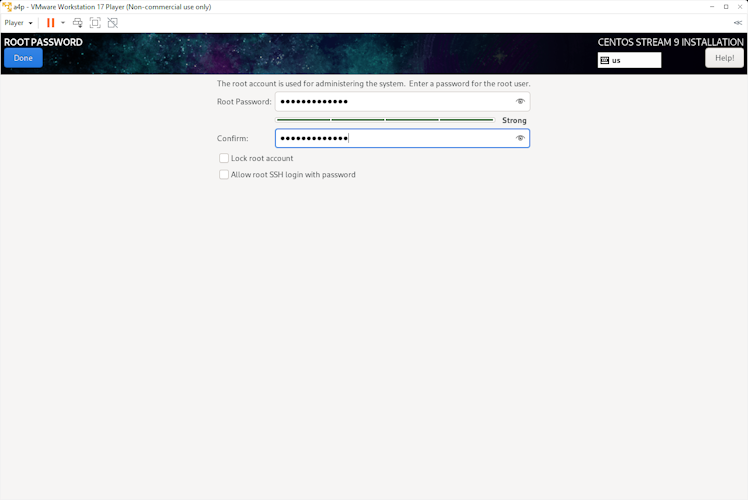 a4p - VMware Workstation 17 Player (Non-commercial use only)
Player
ROOT PASSWORD
CENTOS STREAM 9 INSTALLATION
Done
us
Help!
The root account is used for administering the system. Enter a password for the root user.
Root Password: •••••••••••••
Strong
Confirm: •••••••••••••
Lock root account
Allow root SSH login with password